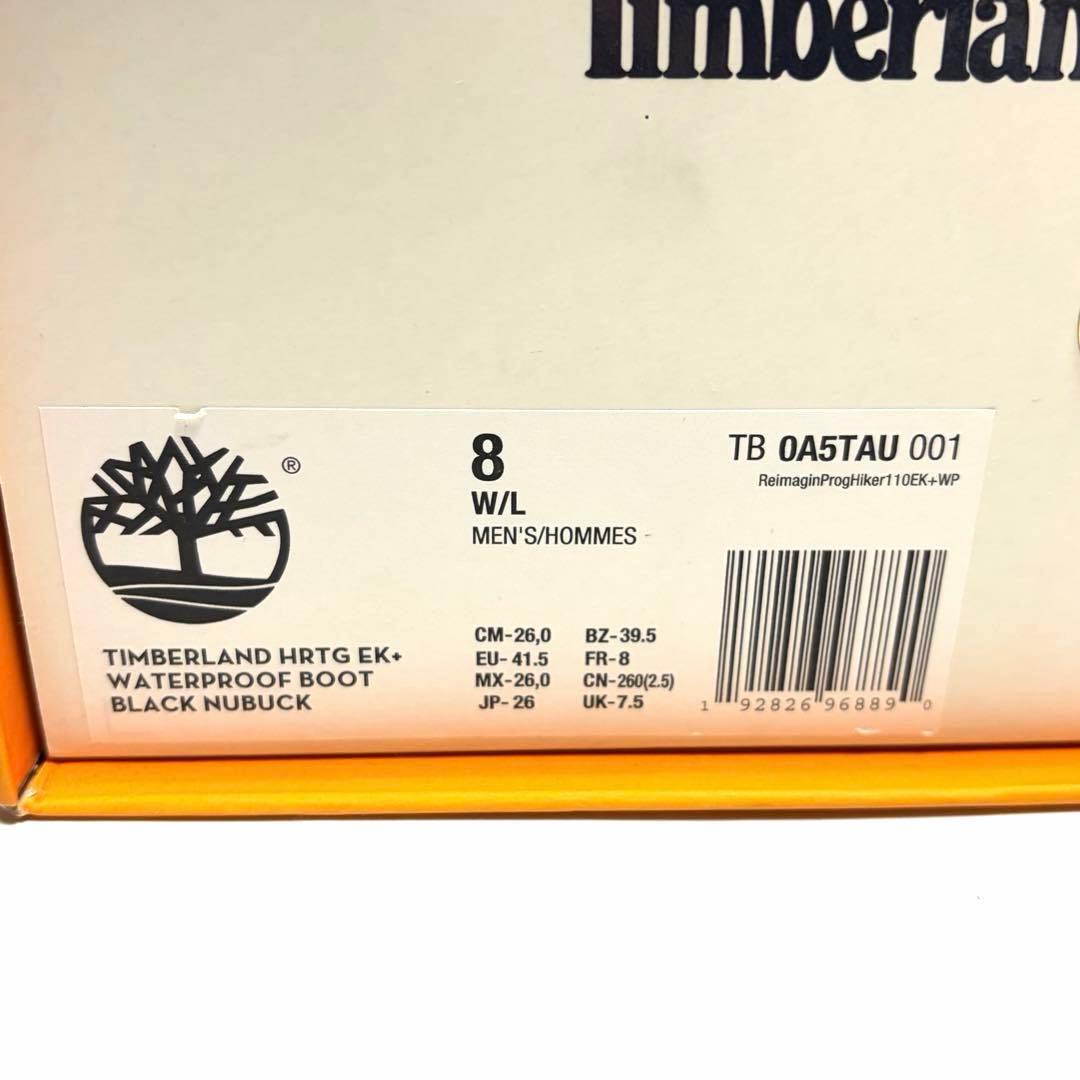 Timberlan
®
8
W/L
MEN'S/HOMMES
TB 0A5TAU 001
ReimaginProgHiker110EK+WP
TIMBERLAND HRTG EK+
WATERPROOF BOOT
BLACK NUBUCK
CM-26,0 BZ-39.5
EU-41.5 FR-8
MX-26,0 CN-260(2.5)
JP-26 UK-7.5
1 92826 96889 0